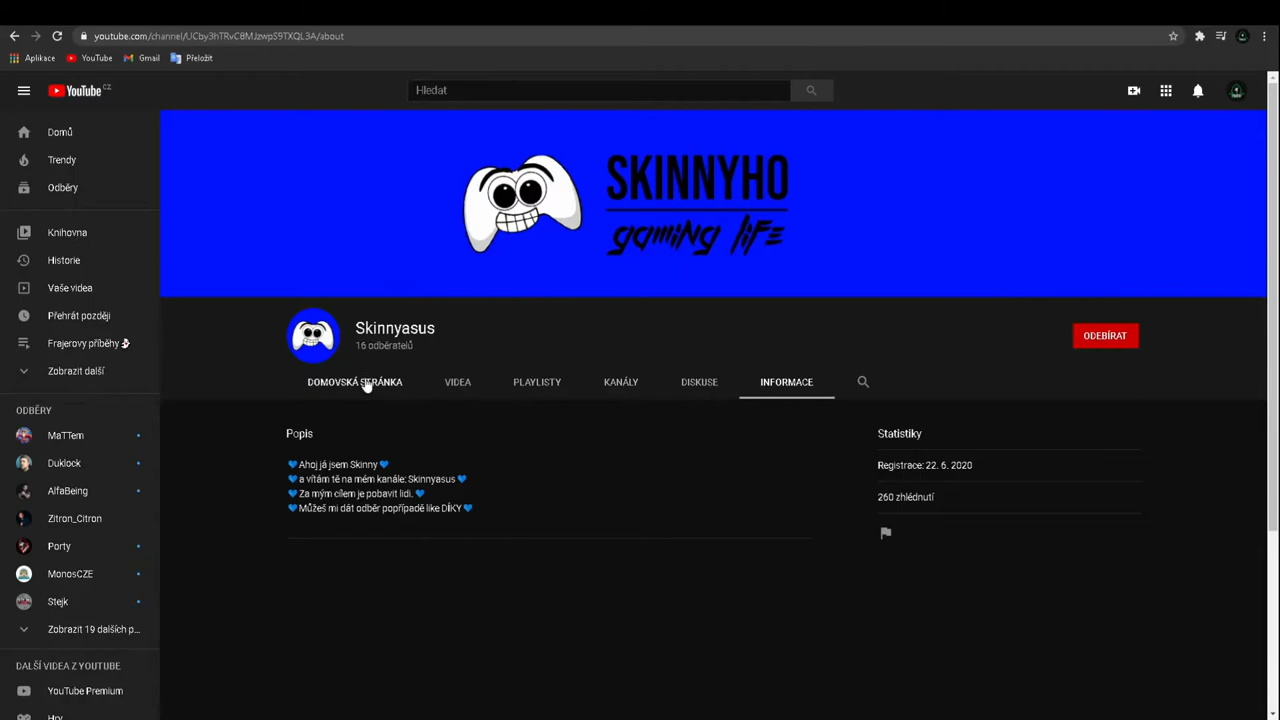 youtube.com/channel/UCby3hTRvC8MJzwpS9TXQL3A/about
Aplikace
YouTube
Gmail
Přeložit
YouTube CZ
Hledat
Domů
Trendy
Odběry
Knihovna
Historie
Vaše videa
Přehrát později
Frajerovy příběhy
Zobrazit další
ODBĚRY
MaTTem
Duklock
AlfaBeing
Zitron_Citron
Porty
MonosCZE
Stejk
Zobrazit 19 dalších p...
DALŠÍ VIDEA Z YOUTUBE
YouTube Premium
Hry
SKINNYHO
gaming life
Skinnyasus
16 odběratelů
ODEBÍRAT
DOMOVSKÁ STRÁNKA
VIDEA
PLAYLISTY
KANÁLY
DISKUSE
INFORMACE
Popis
💙Ahoj já jsem Skinny💙
💙a vítám tě na mém kanále: Skinnyasus💙
💙Za mým cílem je pobavit lidi.💙
💙Můžeš mi dát odběr popřípadě like DÍKY💙
Statistiky
Registrace: 22. 6. 2020
260 zhlédnutí